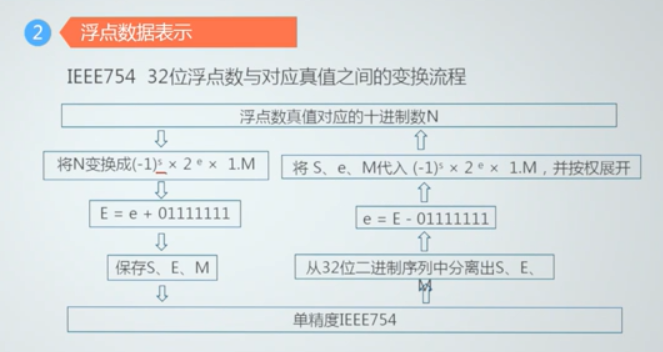 2 浮点数据表示
IEEE754 32位浮点数与对应真值之间的变换流程
浮点数真值对应的十进制数N
将N变换成(-1)ˢ × 2 ᵉ × 1.M
E = e + 01111111
保存S、E、M
将 S、e、M代入 (-1)ˢ × 2 ᵉ × 1.M，并按权展开
e = E - 01111111
从32位二进制序列中分离出S、E、
M
单精度IEEE754